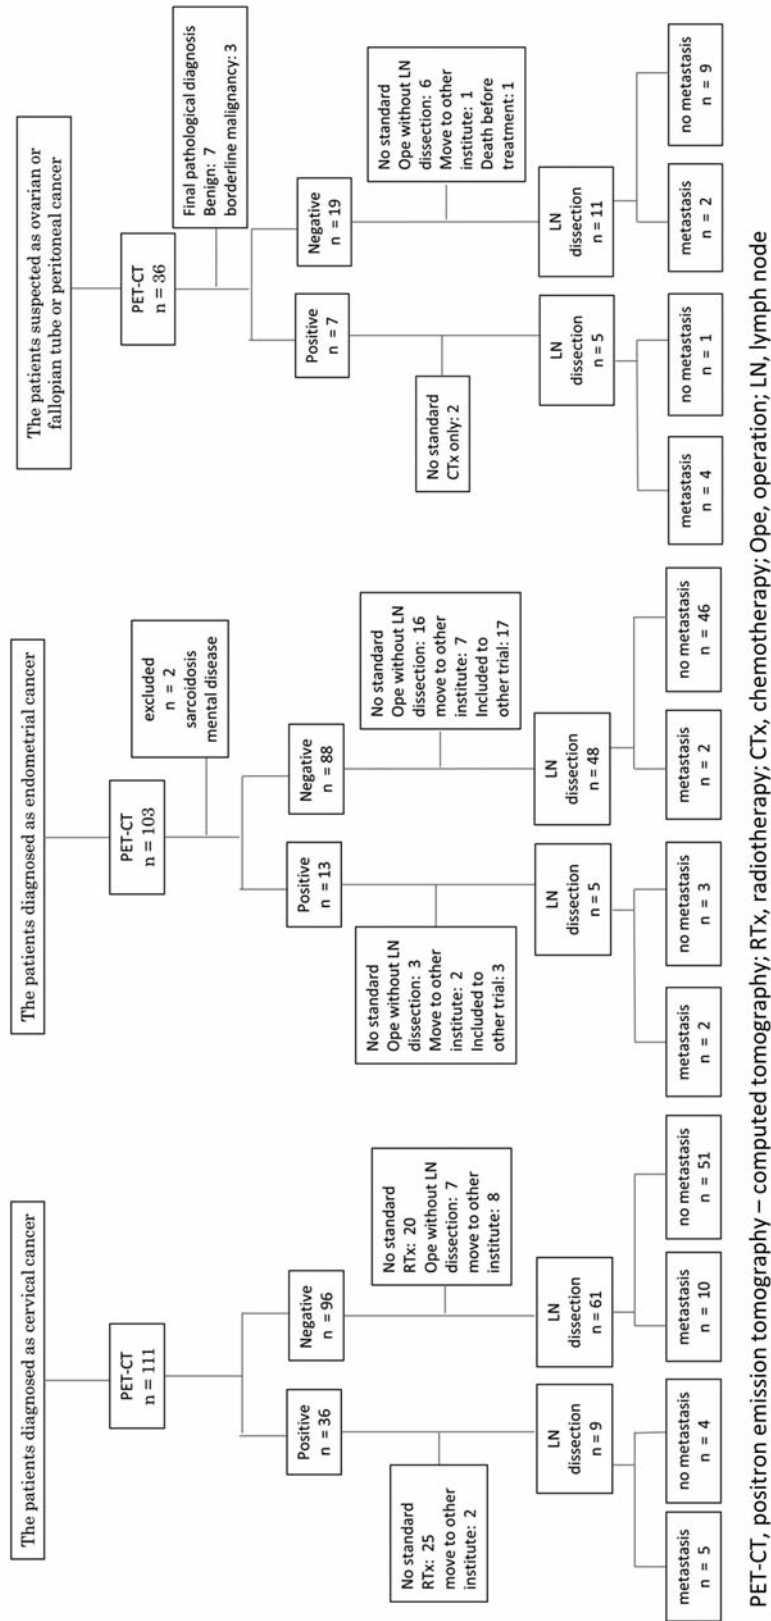 The patients diagnosed as cervical cancer
PET-CT
n = 111
Positive
n = 36
Negative
n = 96
No standard
RTx: 25
move to other
institute: 2
No standard
RTx: 20
Ope without LN
dissection: 7
move to other
institute: 8
LN
dissection
n = 9
LN
dissection
n = 61
metastasis
n = 5
no metastasis
n = 4
metastasis
n = 10
no metastasis
n = 51
The patients diagnosed as endometrial cancer
PET-CT
n = 103
excluded
n = 2
sarcoidosis
mental disease
Positive
n = 13
Negative
n = 88
No standard
Ope without LN
dissection: 3
Move to other
institute: 2
Included to
other trial: 3
No standard
Ope without LN
dissection: 16
move to other
institute: 7
Included to
other trial: 17
LN
dissection
n = 5
LN
dissection
n = 48
metastasis
n = 2
no metastasis
n = 3
metastasis
n = 2
no metastasis
n = 46
The patients suspected as ovarian or
fallopian tube or peritoneal cancer
PET-CT
n = 36
Final pathological diagnosis
Benign: 7
borderline malignancy: 3
Positive
n = 7
Negative
n = 19
No standard
CTx only: 2
No standard
Ope without LN
dissection: 6
Move to other
institute: 1
Death before
treatment: 1
LN
dissection
n = 5
LN
dissection
n = 11
metastasis
n = 4
no metastasis
n = 1
metastasis
n = 2
no metastasis
n = 9
PET-CT, positron emission tomography – computed tomography; RTx, radiotherapy; CTx, chemotherapy; Ope, operation; LN, lymph node